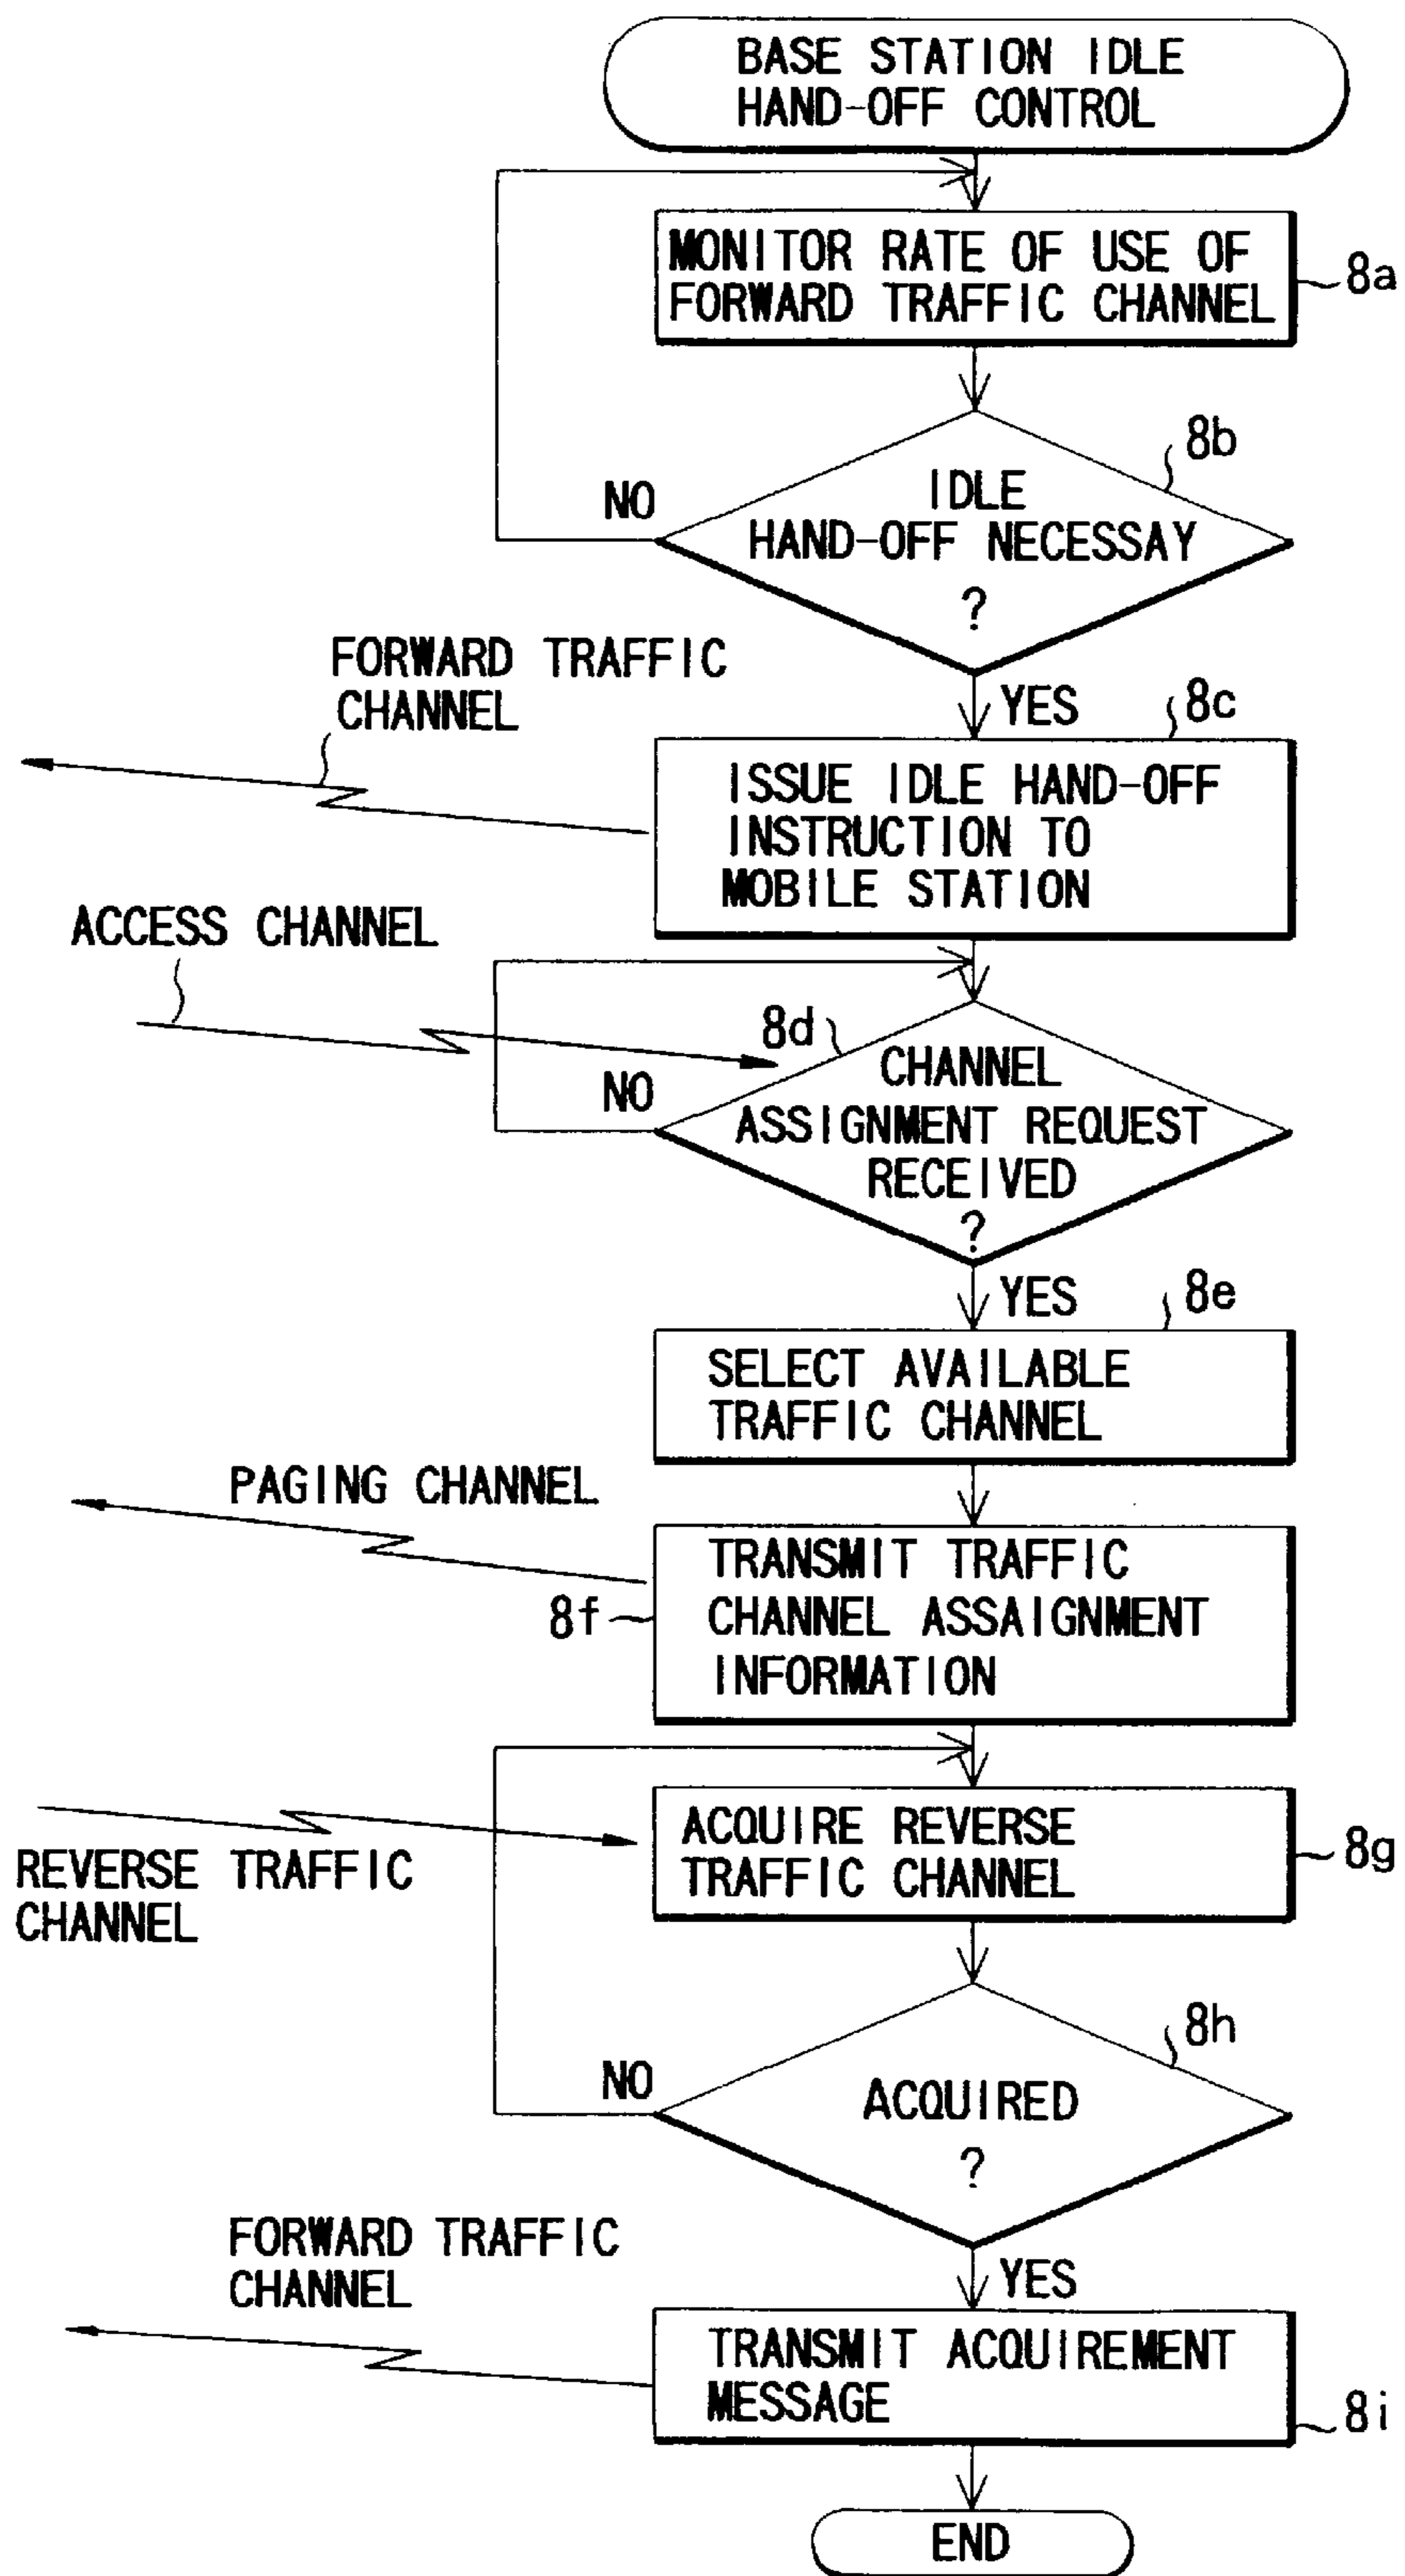 BASE STATION IDLE
HAND-OFF CONTROL
MONITOR RATE OF USE OF
FORWARD TRAFFIC CHANNEL
8a
8b
IDLE
HAND-OFF NECESSAY
?
NO
YES
FORWARD TRAFFIC
CHANNEL
8c
ISSUE IDLE HAND-OFF
INSTRUCTION TO
MOBILE STATION
ACCESS CHANNEL
8d
CHANNEL
ASSIGNMENT REQUEST
RECEIVED
?
NO
YES
8e
SELECT AVAILABLE
TRAFFIC CHANNEL
PAGING CHANNEL
TRANSMIT TRAFFIC
CHANNEL ASSAIGNMENT
INFORMATION
8f
ACQUIRE REVERSE
TRAFFIC CHANNEL
8g
REVERSE TRAFFIC
CHANNEL
8h
NO
ACQUIRED
?
YES
FORWARD TRAFFIC
CHANNEL
TRANSMIT ACQUIREMENT
MESSAGE
8i
END